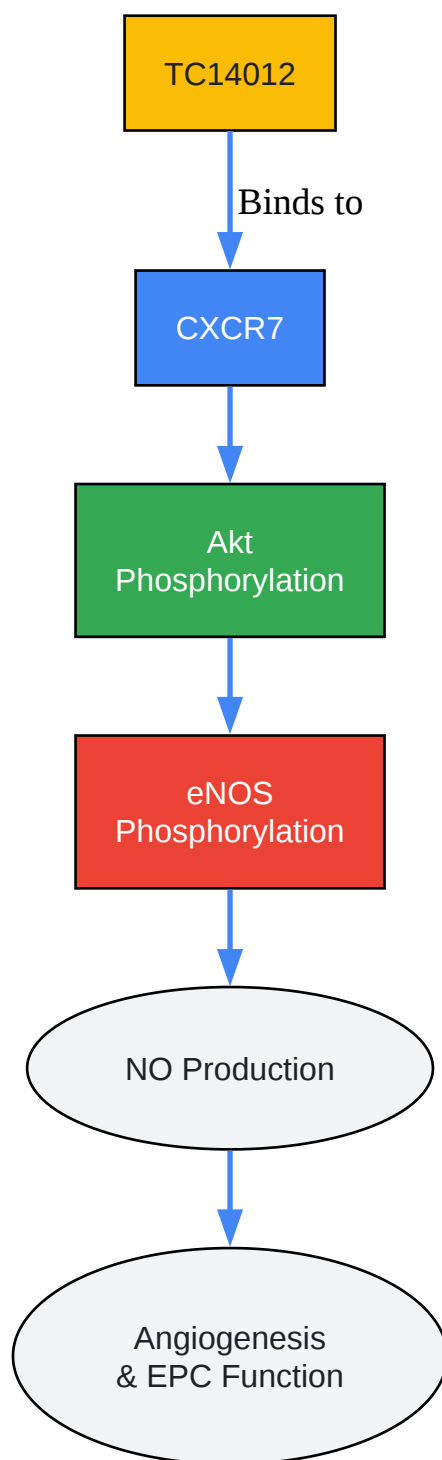 TC14012
Binds to
CXCR7
Akt
Phosphorylation
eNOS
Phosphorylation
NO Production
Angiogenesis
& EPC Function